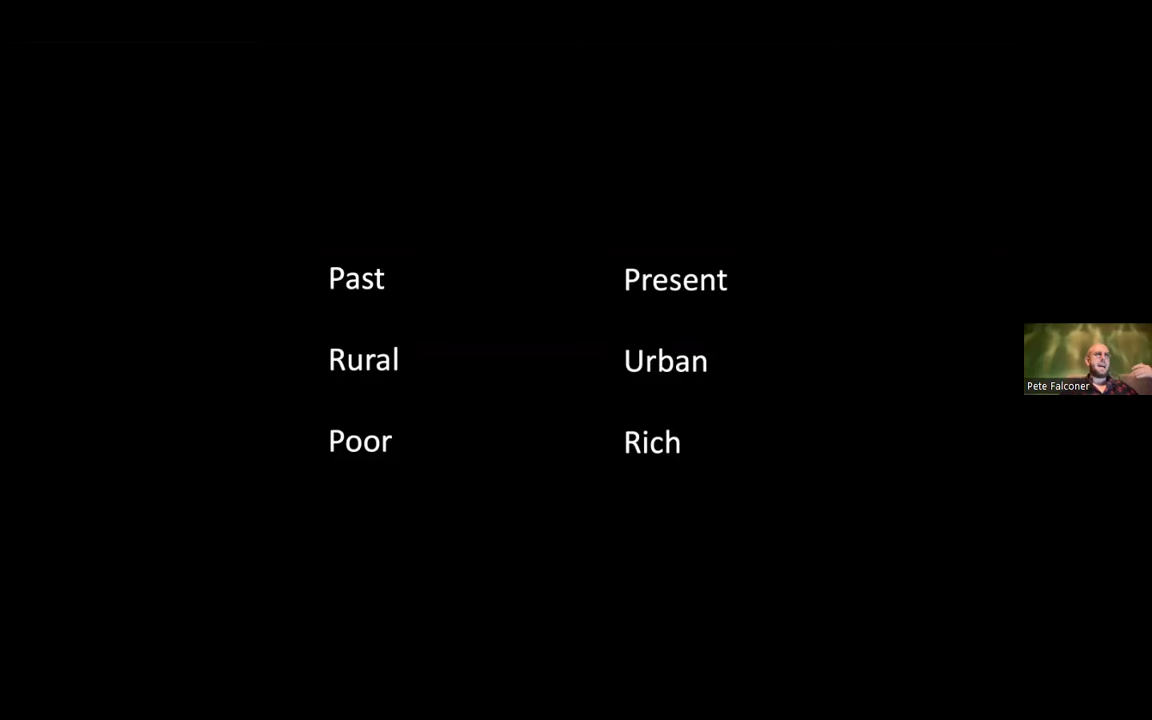 Past Present
Rural Urban
Poor Rich
Pete Falconer